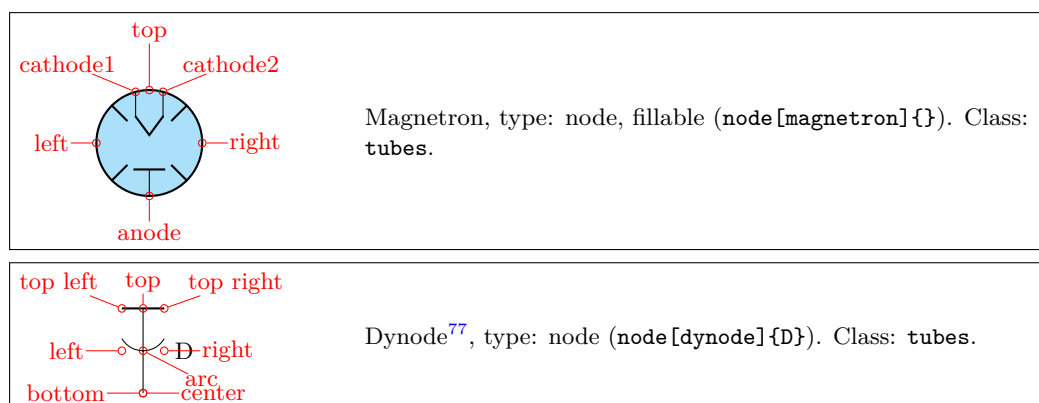 top
cathode1 cathode2
left right
anode
Magnetron, type: node, fillable (node[magnetron]{}). Class:
tubes.
top left top top right
left D right
arc
bottom center
Dynode77, type: node (node[dynode]{D}). Class: tubes.